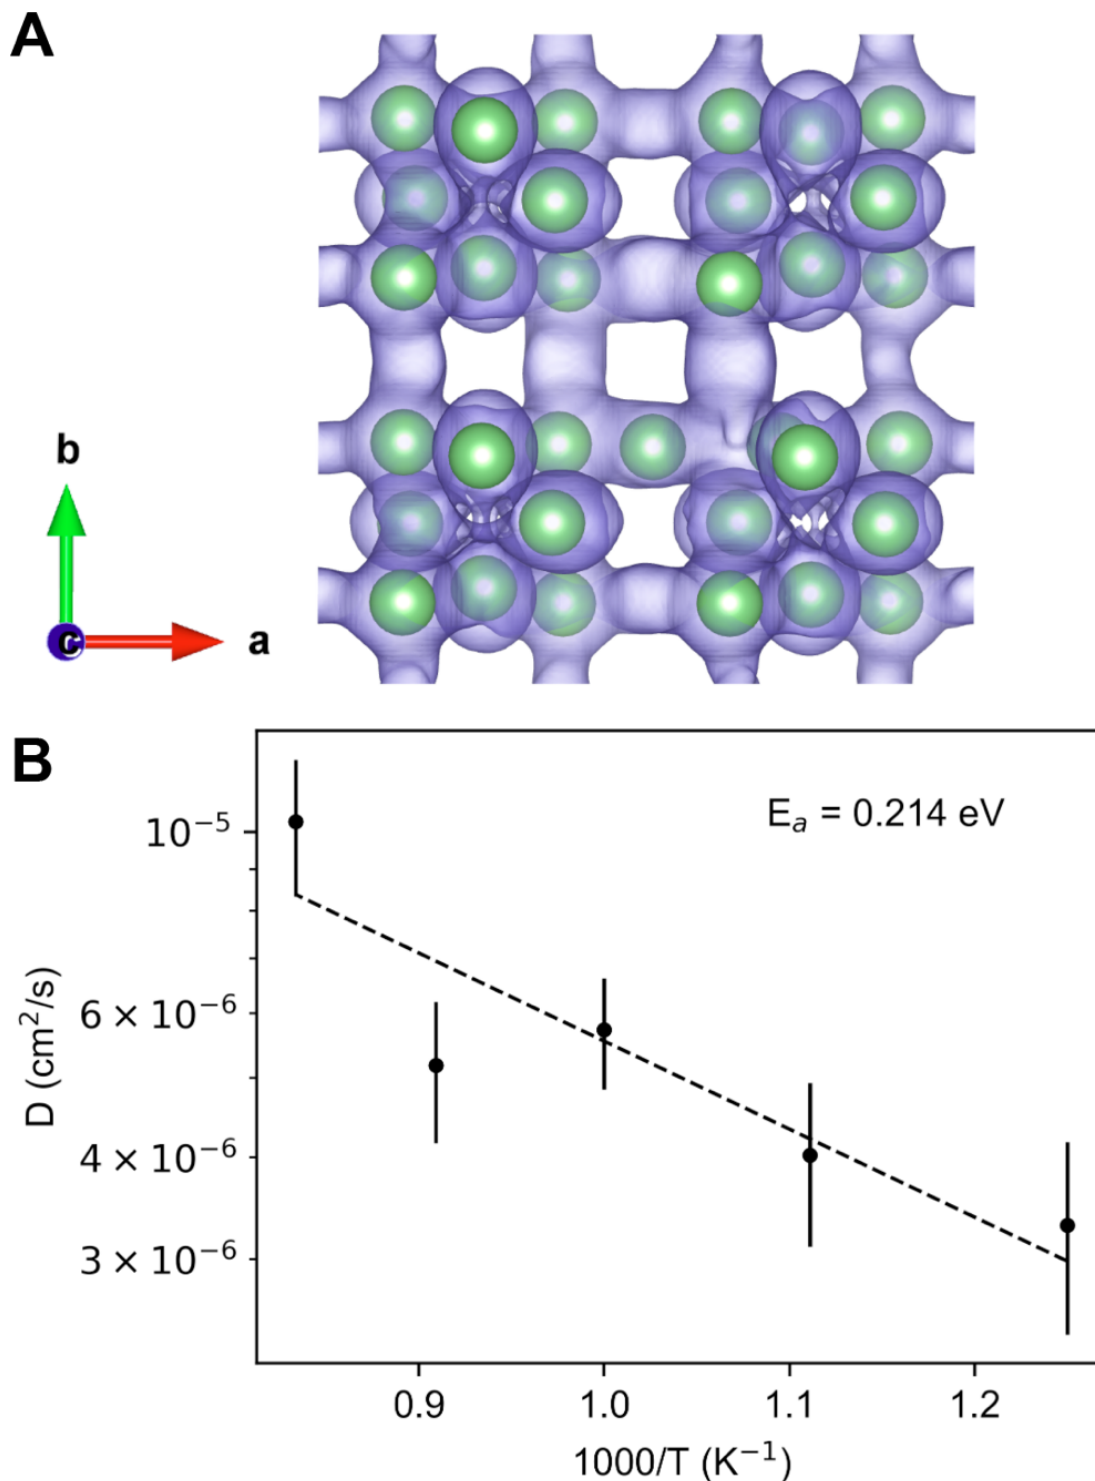 A
b
c
a
B
E_a = 0.214 eV
10⁻⁵
6 × 10⁻⁶
4 × 10⁻⁶
3 × 10⁻⁶
D (cm²/s)
0.9 1.0 1.1 1.2
1000/T (K⁻¹)